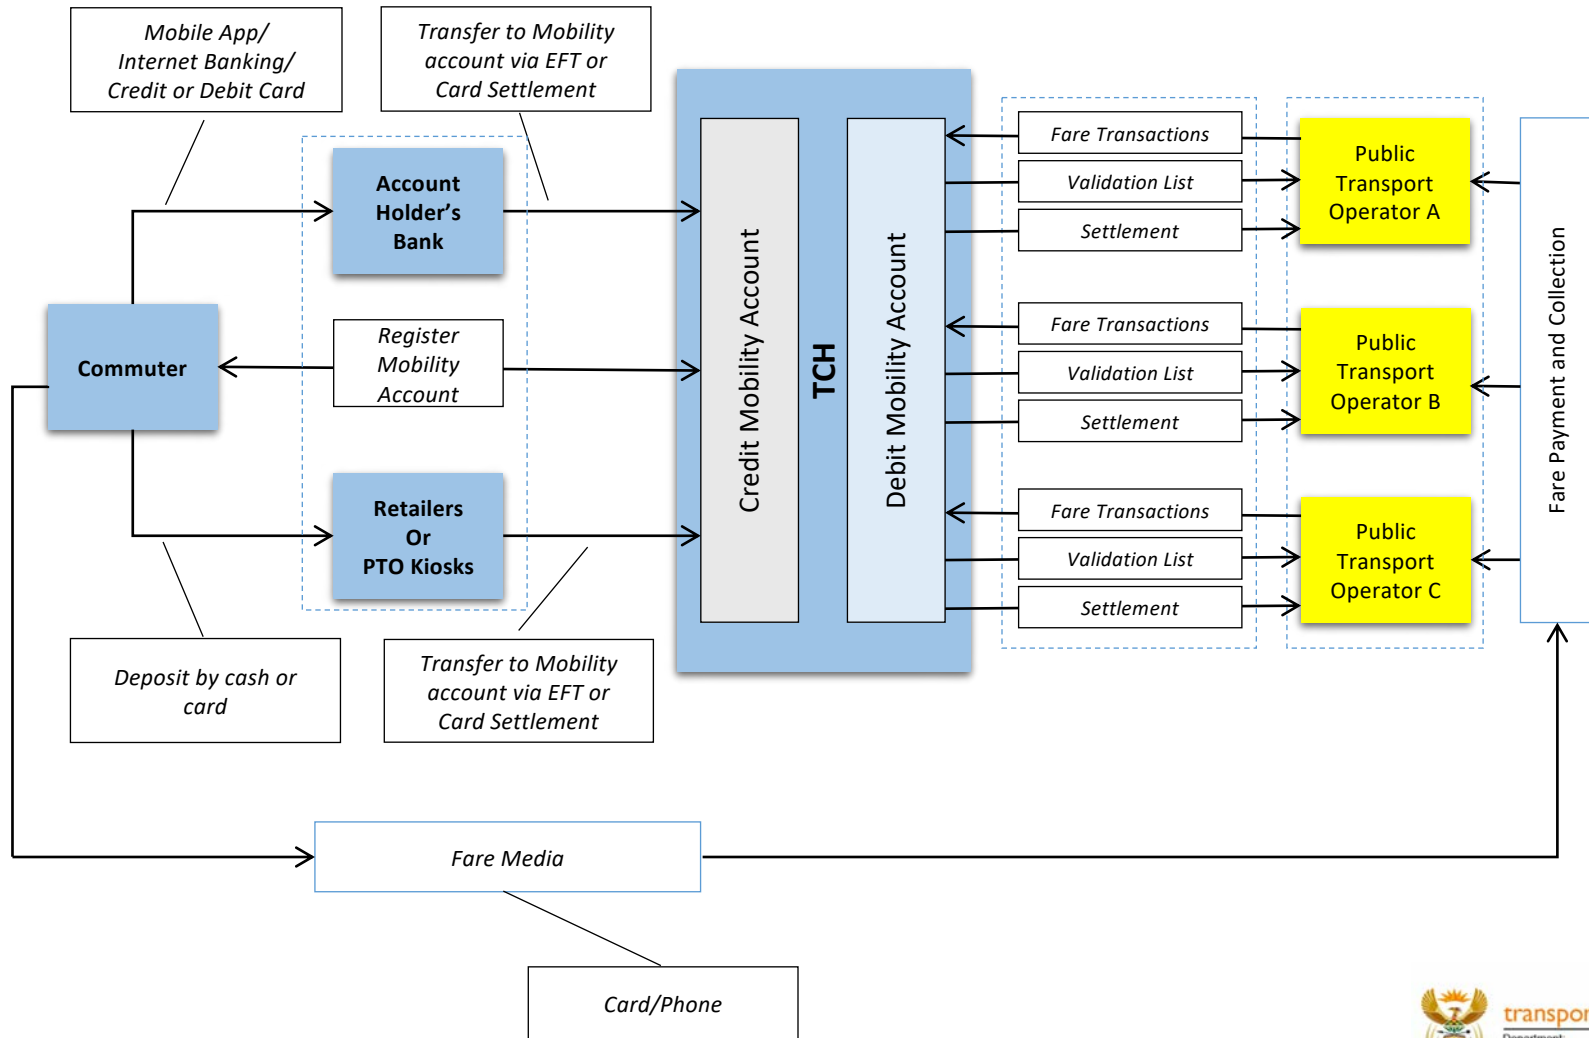 Mobile App/
Internet Banking/
Credit or Debit Card
Transfer to Mobility
account via EFT or
Card Settlement
Account
Holder’s
Bank
Commuter
Register
Mobility
Account
Retailers
Or
PTO Kiosks
Deposit by cash or
card
Transfer to Mobility
account via EFT or
Card Settlement
Credit Mobility Account
TCH
Debit Mobility Account
Fare Transactions
Validation List
Settlement
Public
Transport
Operator A
Fare Transactions
Validation List
Settlement
Public
Transport
Operator B
Fare Transactions
Validation List
Settlement
Public
Transport
Operator C
Fare Payment and Collection
Fare Media
Card/Phone
transpor
Department: